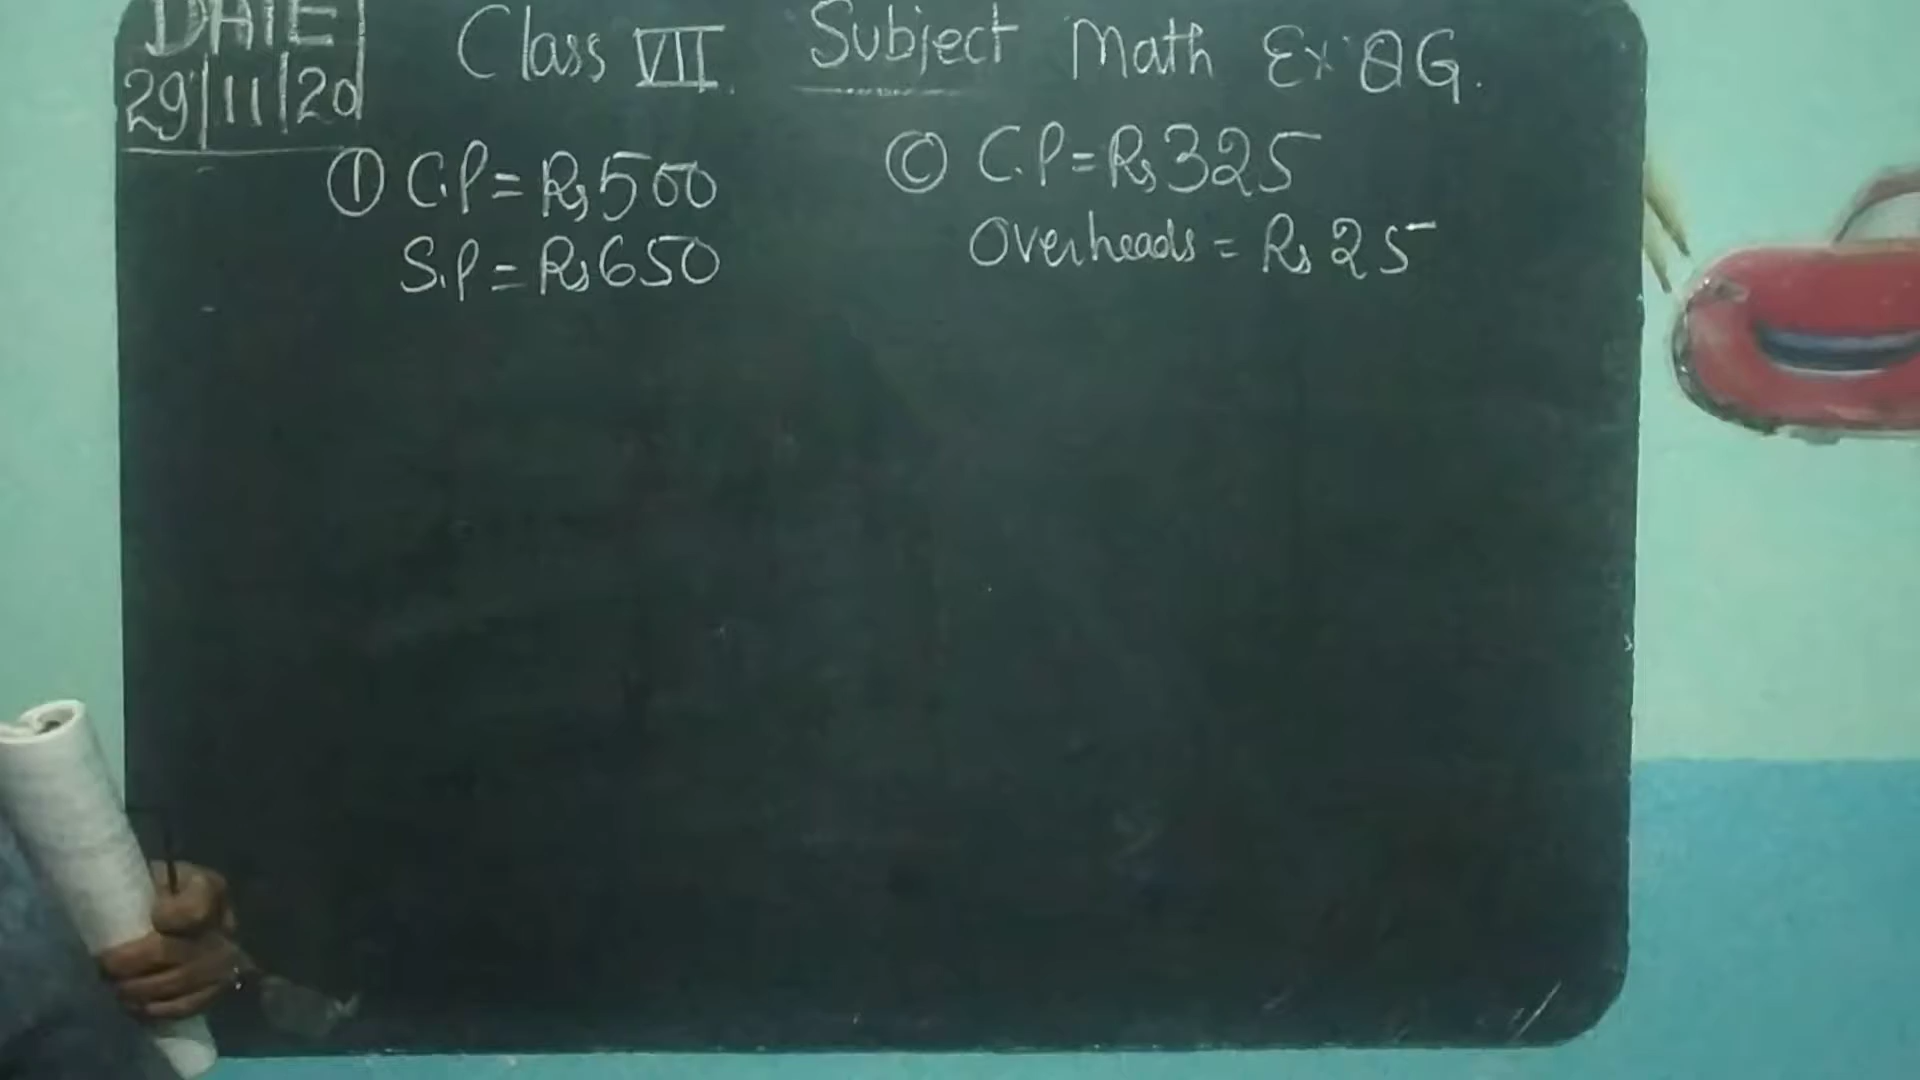 DATE
29/11/20
Class VII Subject Math Ex 8G.
① C.P = Rs 500
S.P = Rs 650
Ⓒ C.P = Rs 325
Overheads = Rs 25